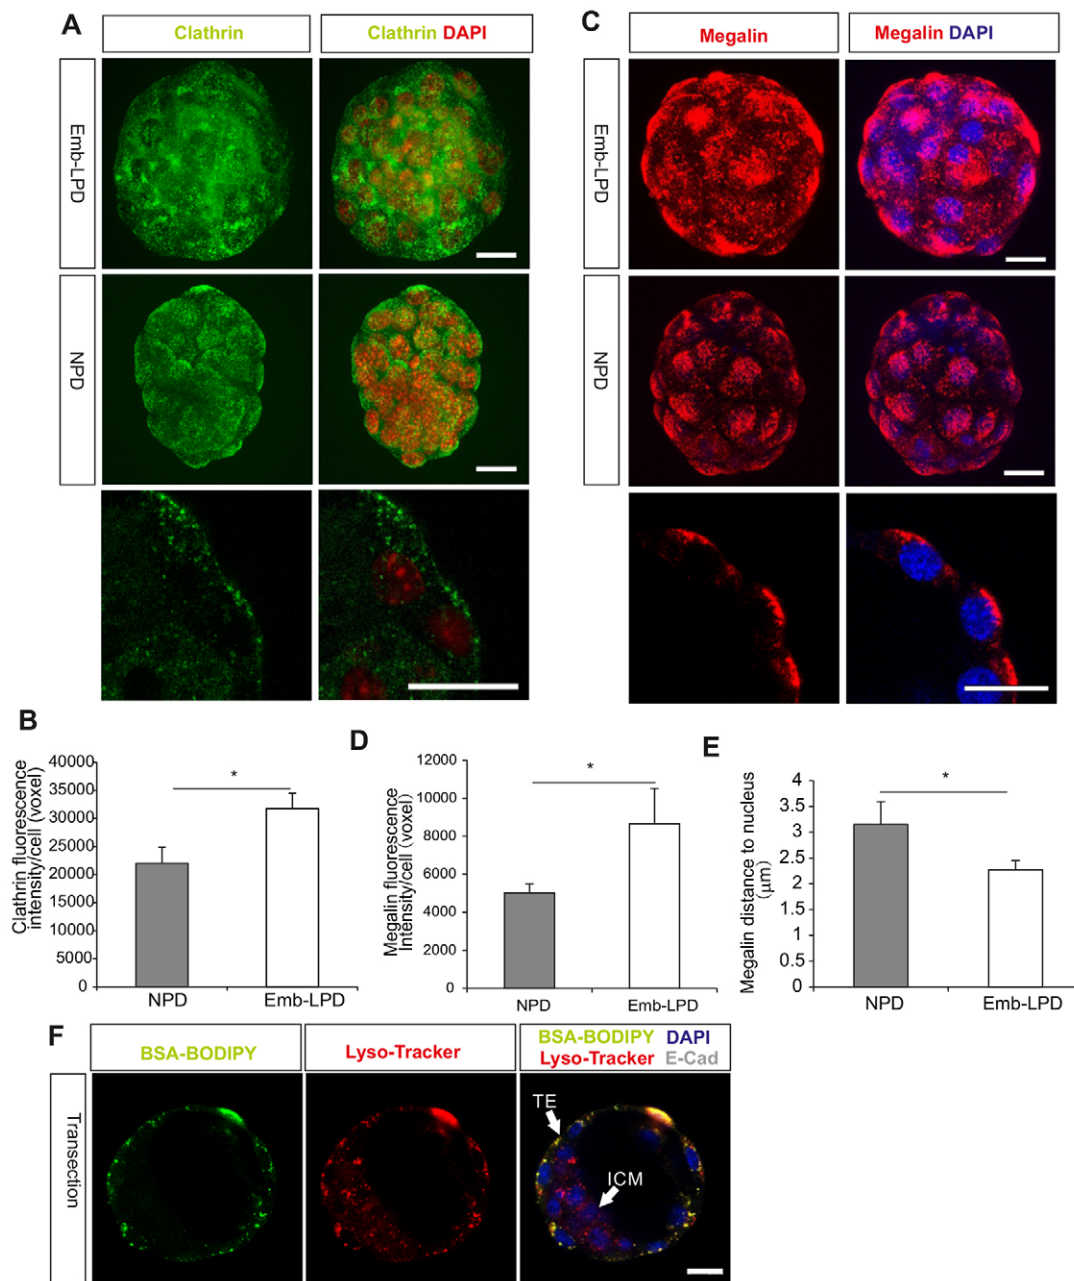 A
Clathrin
Clathrin DAPI
Emb-LPD
NPD
C
Megalin
Megalin DAPI
Emb-LPD
NPD
B
Clathrin fluorescence
intensity/cell (voxel)
40000
35000
30000
25000
20000
15000
10000
5000
0
*
NPD
Emb-LPD
D
Megalin fluorescence
Intensity/cell (voxel)
12000
10000
8000
6000
4000
2000
0
*
NPD
Emb-LPD
E
Megalin distance to nucleus
(μm)
4
3.5
3
2.5
2
1.5
1
0.5
0
*
NPD
Emb-LPD
F
BSA-BODIPY
Lyso-Tracker
BSA-BODIPY DAPI
Lyso-Tracker E-Cad
Transection
TE
ICM